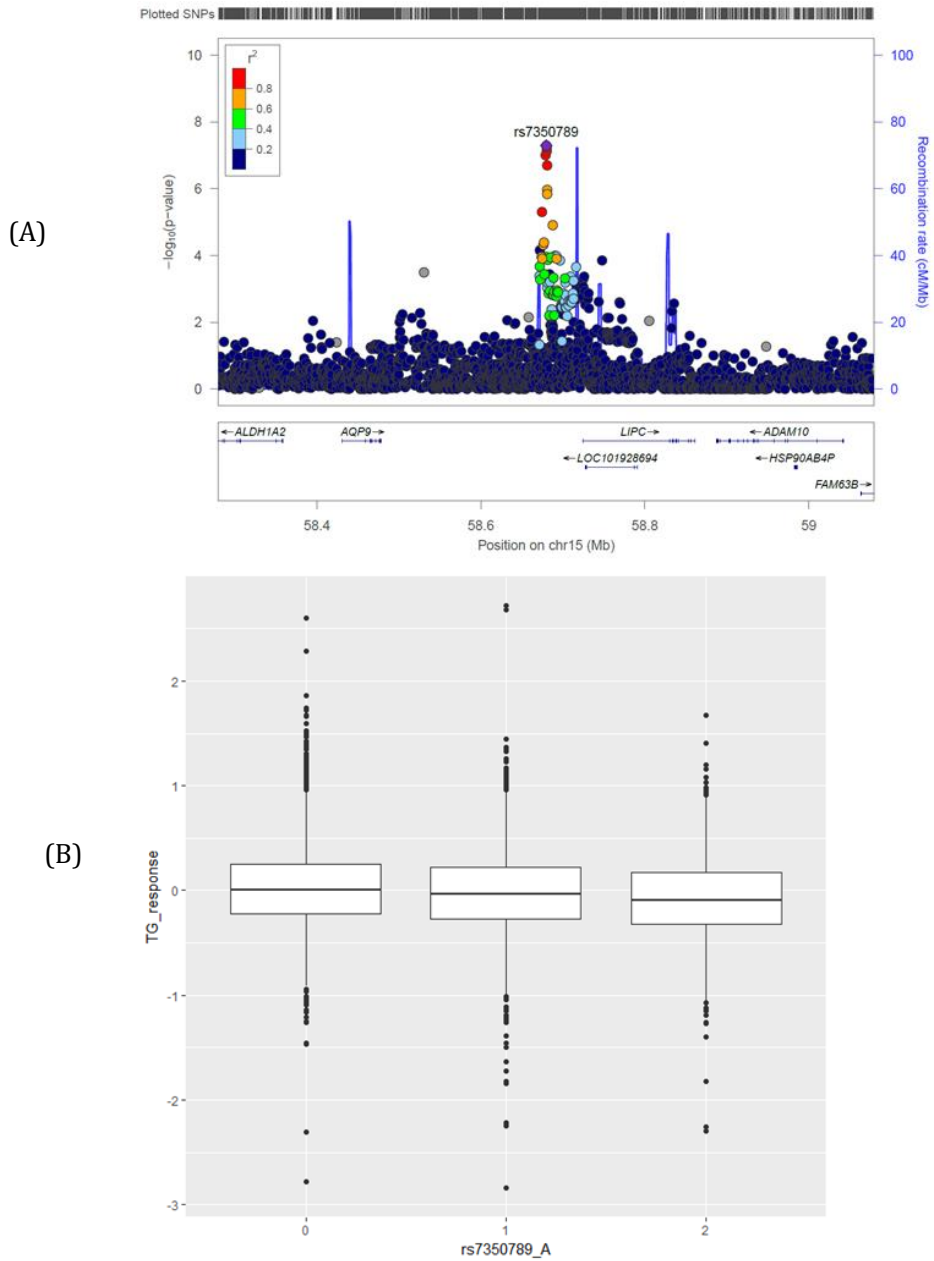 (A)
Plotted SNPs
10
8
6
4
2
0
−log10(p−value)
r2
0.8
0.6
0.4
0.2
rs7350789
100
80
60
40
20
0
Recombination rate (cM/Mb)
←ALDH1A2 AQP9→ LIPC→ ←ADAM10
←LOC101928694 ←HSP90AB4P
FAM63B→
58.4 58.6 58.8 59
Position on chr15 (Mb)
(B)
TG_response
2
1
0
-1
-2
-3
0 1 2
rs7350789_A